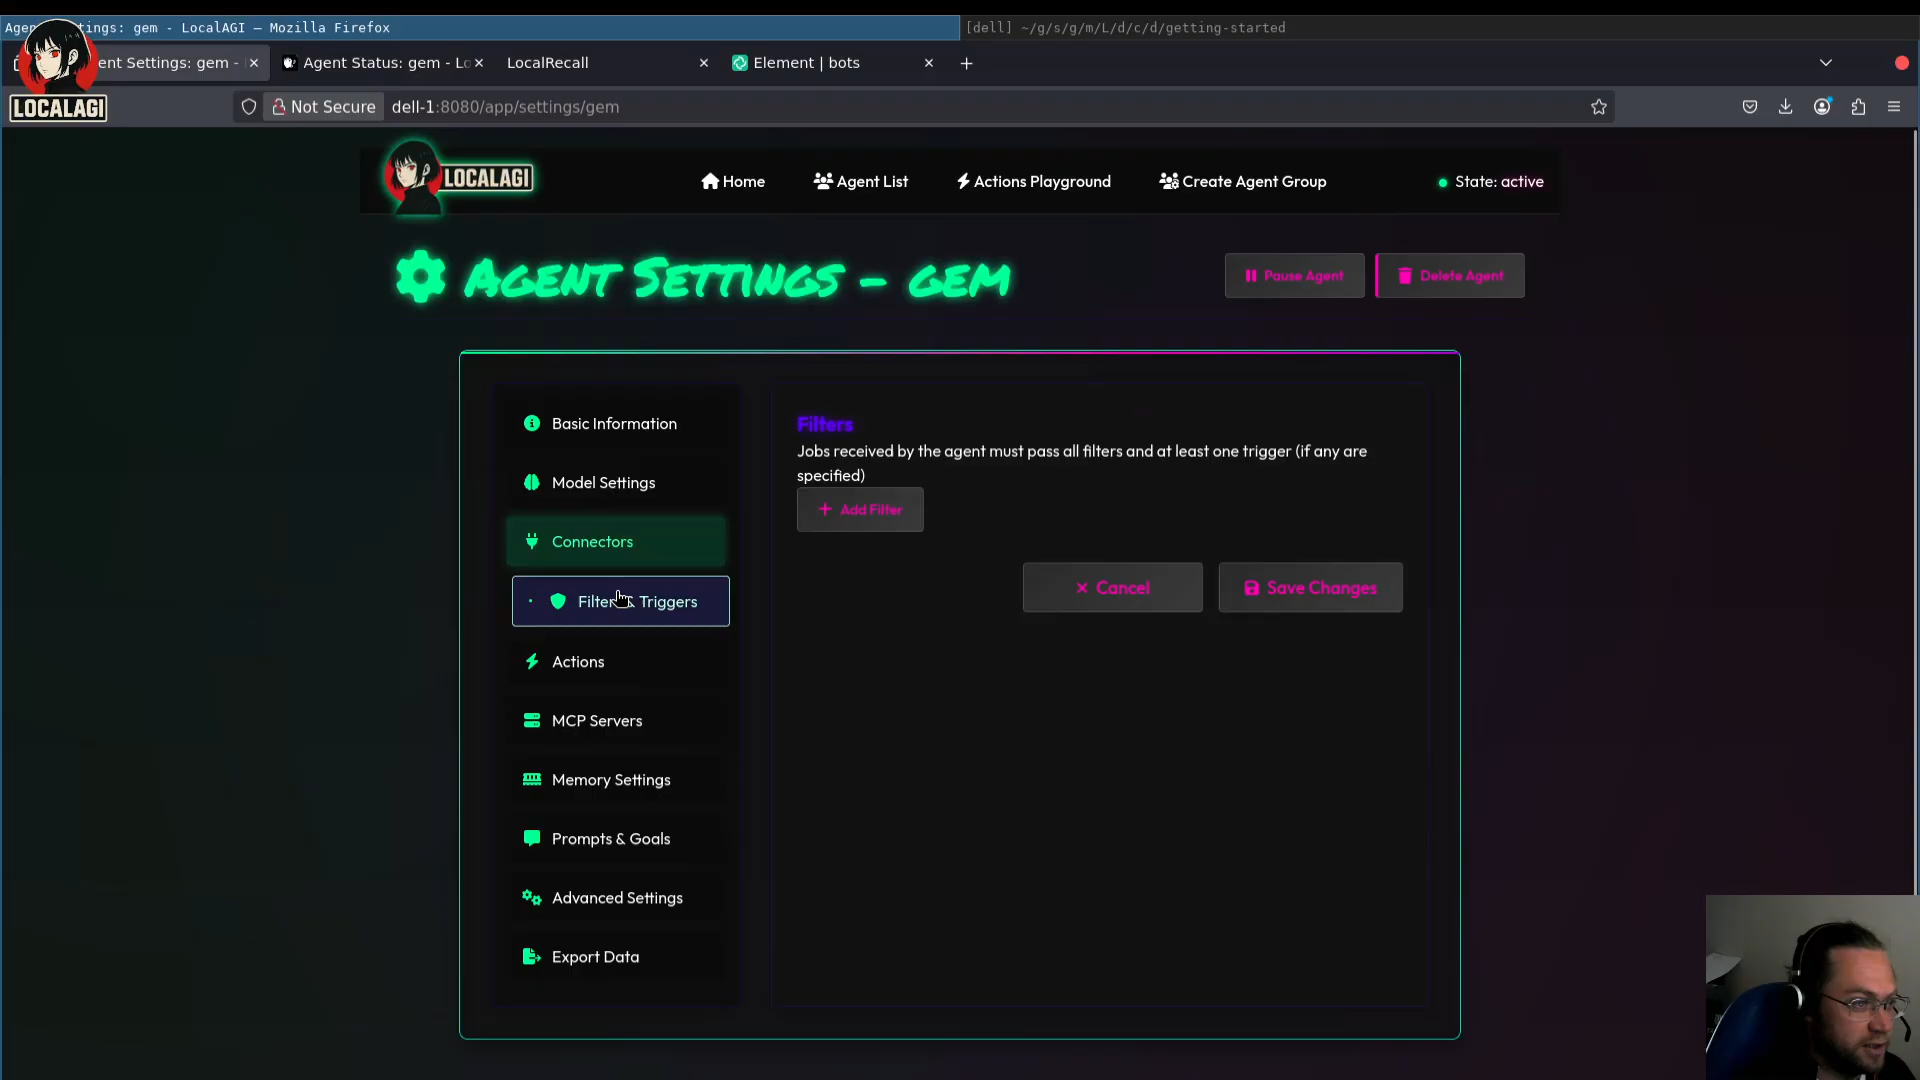 Agent Settings: gem - LocalAGI — Mozilla Firefox
[dell] ~/g/s/g/m/L/d/c/d/getting-started
ent Settings: gem -
Agent Status: gem - Lo
LocalRecall
Element | bots
LOCALAGI
Not Secure
dell-1:8080/app/settings/gem
LOCALAGI
Home
Agent List
Actions Playground
Create Agent Group
State: active
Agent Settings - gem
Pause Agent
Delete Agent
Basic Information
Model Settings
Connectors
Filters & Triggers
Actions
MCP Servers
Memory Settings
Prompts & Goals
Advanced Settings
Export Data
Filters
Jobs received by the agent must pass all filters and at least one trigger (if any are
specified)
Add Filter
Cancel
Save Changes